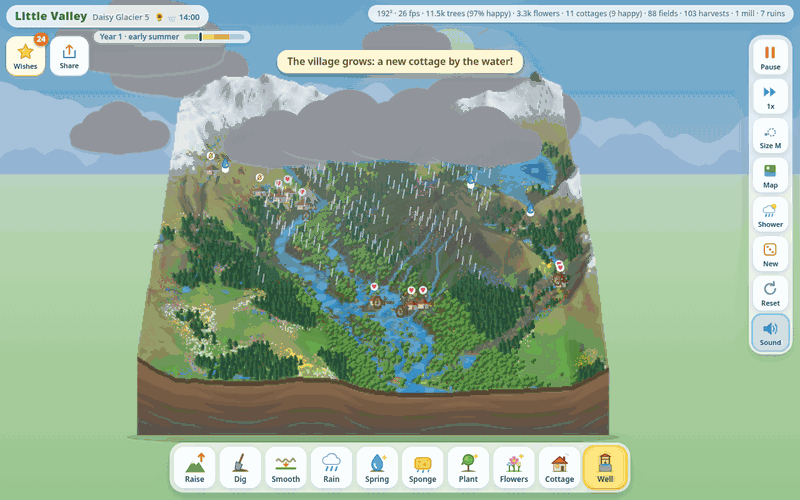 Little Valley Daisy Glacier 5 14:00
192² · 26 fps · 11.5k trees (97% happy) · 3.3k flowers · 11 cottages (9 happy) · 88 fields · 103 harvests · 1 mill · 7 ruins
Year 1 · early summer
24
Wishes
Share
The village grows: a new cottage by the water!
Pause
1x
Size M
Map
Shower
New
Reset
Sound
Raise
Dig
Smooth
Rain
Spring
Sponge
Plant
Flowers
Cottage
Well